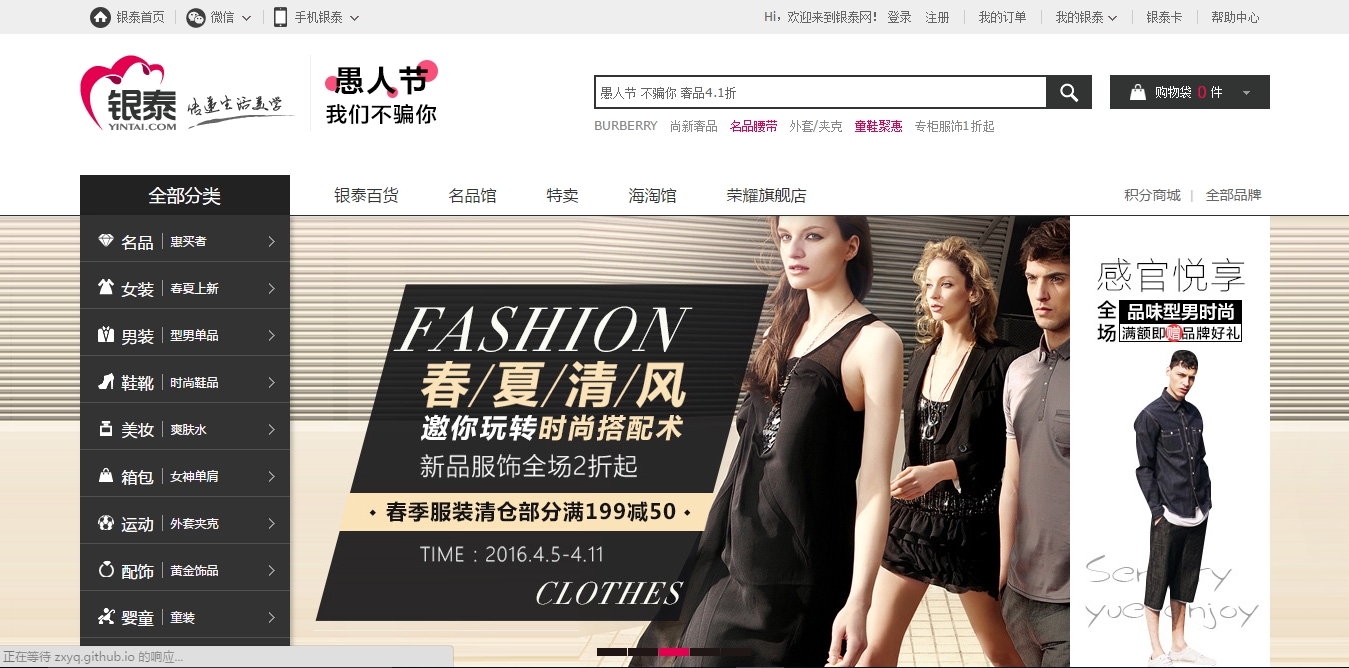 银泰首页 微信 手机银泰 Hi，欢迎来到银泰网! 登录 注册 我的订单 我的银泰 银泰卡 帮助中心
银泰
YINTAI.COM
愚人节
我们不骗你
愚人节 不骗你 奢品4.1折
购物袋 0 件
BURBERRY 尚新奢品 名品腰带 外套/夹克 童鞋聚惠 专柜服饰1折起
全部分类 银泰百货 名品馆 特卖 海淘馆 荣耀旗舰店 积分商城 | 全部品牌
名品 惠买者
女装 春夏上新
男装 型男单品
鞋靴 时尚鞋品
美妆 爽肤水
箱包 女神单肩
运动 外套夹克
配饰 黄金饰品
婴童 童装
FASHION
春/夏/清/风
邀你玩转时尚搭配术
新品服饰全场2折起
· 春季服装清仓部分满199减50 ·
TIME : 2016.4.5-4.11
CLOTHES
感官悦享
全场
品味型男时尚
满额即赠品牌好礼
正在等待 zxyq.github.io 的响应...